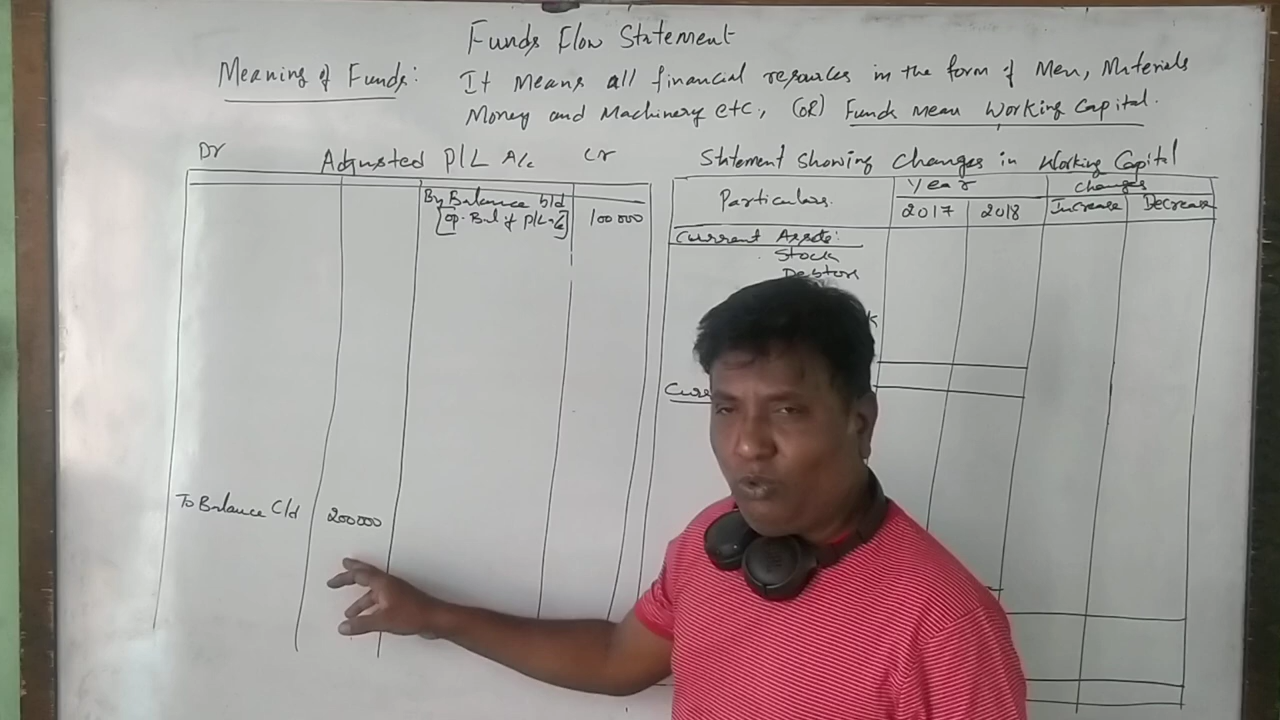 Funds Flow Statement
Meaning of Funds: It Means all financial resources in the form of Men, Materials
Money and Machinery etc., (OR) Funds mean Working Capital.
Dr Adjusted P/L A/c Cr
By Balance b/d
[Op. Bal of P/L A/c] 100000
To Balance C/d 200000
Statement Showing Changes in Working Capital
Particulars. Year Changes
2017 2018 Increase Decrease
Current Assets:
Stock
Debtors